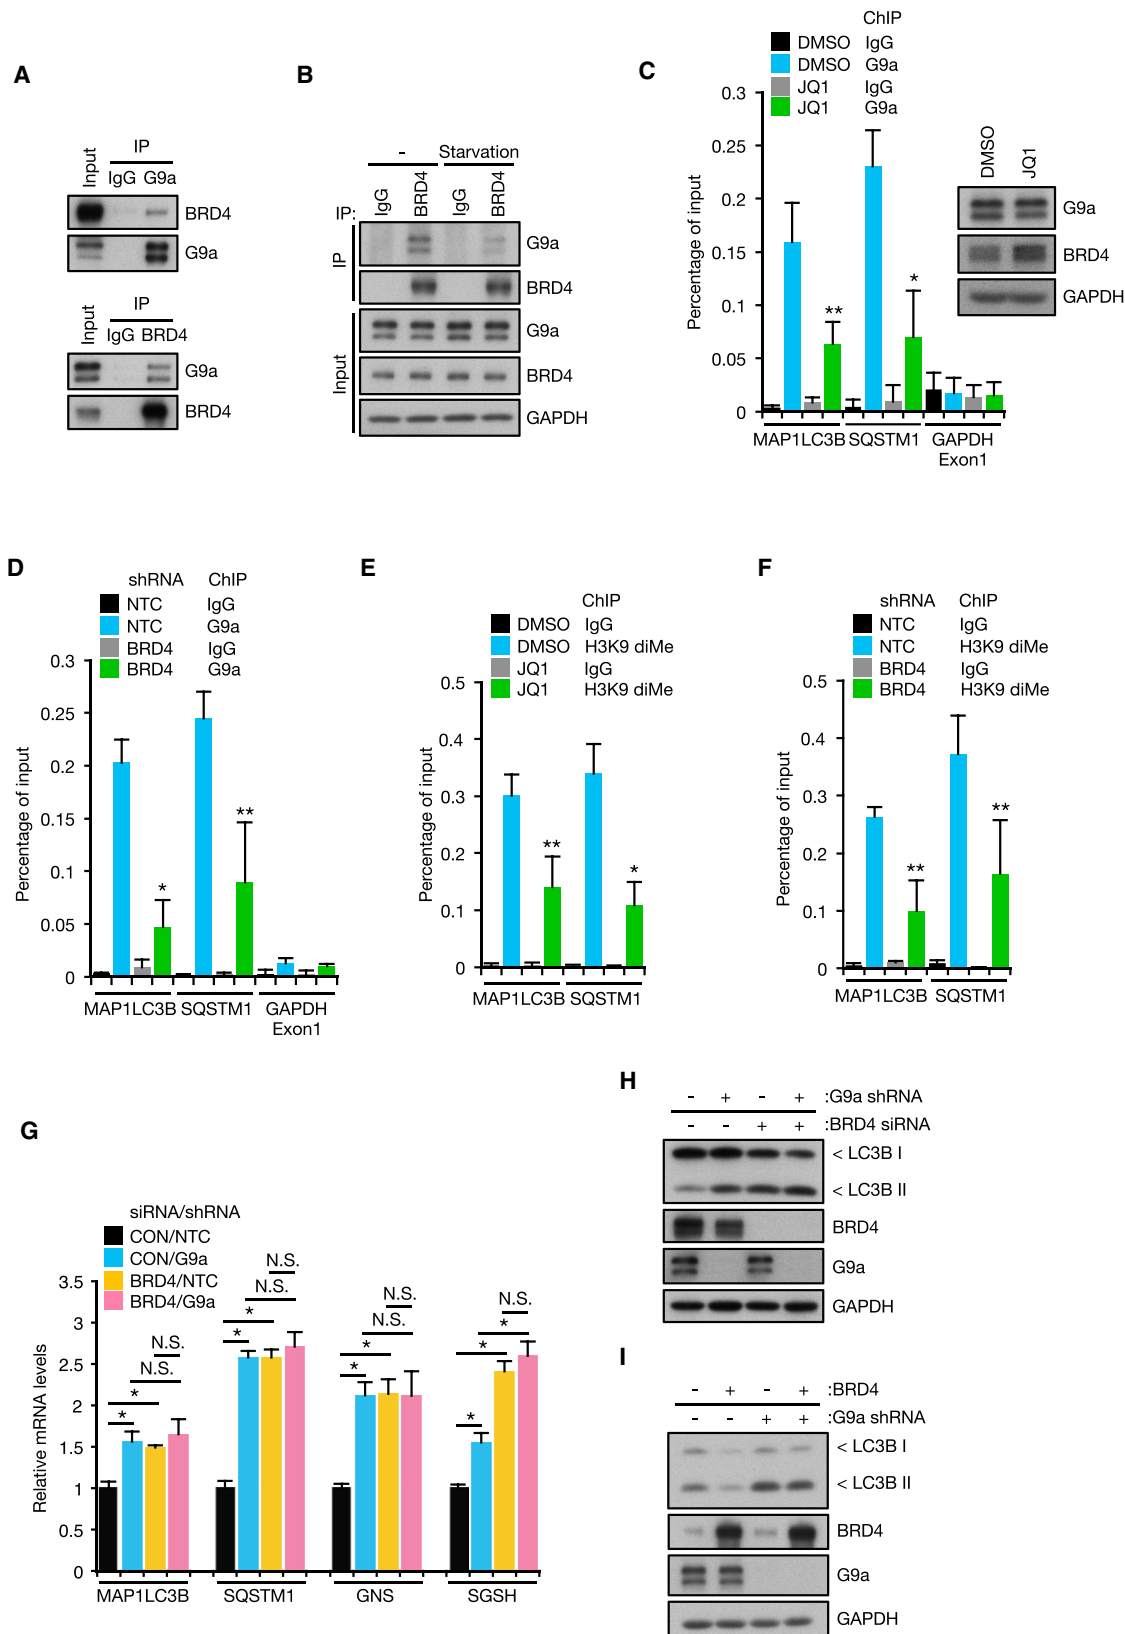 A
IP
Input
IgG G9a
BRD4
G9a
IP
Input
IgG BRD4
G9a
BRD4
B
- Starvation
IP: IgG BRD4 IgG BRD4
IP
G9a
BRD4
Input
G9a
BRD4
GAPDH
C
ChIP
DMSO IgG
DMSO G9a
JQ1 IgG
JQ1 G9a
Percentage of input
0.3
0.25
0.2
0.15
0.1
0.05
0
**
*
MAP1LC3B SQSTM1 GAPDH
Exon1
DMSO JQ1
G9a
BRD4
GAPDH
D
shRNA ChIP
NTC IgG
NTC G9a
BRD4 IgG
BRD4 G9a
Percentage of input
0.3
0.25
0.2
0.15
0.1
0.05
0
*
**
MAP1LC3B SQSTM1 GAPDH
Exon1
E
ChIP
DMSO IgG
DMSO H3K9 diMe
JQ1 IgG
JQ1 H3K9 diMe
Percentage of input
0.5
0.4
0.3
0.2
0.1
0
**
*
MAP1LC3B SQSTM1
F
shRNA ChIP
NTC IgG
NTC H3K9 diMe
BRD4 IgG
BRD4 H3K9 diMe
Percentage of input
0.5
0.4
0.3
0.2
0.1
0
**
**
MAP1LC3B SQSTM1
G
siRNA/shRNA
CON/NTC
CON/G9a
BRD4/NTC
BRD4/G9a
Relative mRNA levels
3.5
3
2.5
2
1.5
1
0.5
0
N.S.
N.S.
*
*
N.S.
N.S.
*
*
N.S.
N.S.
*
*
N.S.
*
*
*
MAP1LC3B SQSTM1 GNS SGSH
H
- + - + :G9a shRNA
- - + + :BRD4 siRNA
< LC3B I
< LC3B II
BRD4
G9a
GAPDH
I
- + - + :BRD4
- - + + :G9a shRNA
< LC3B I
< LC3B II
BRD4
G9a
GAPDH